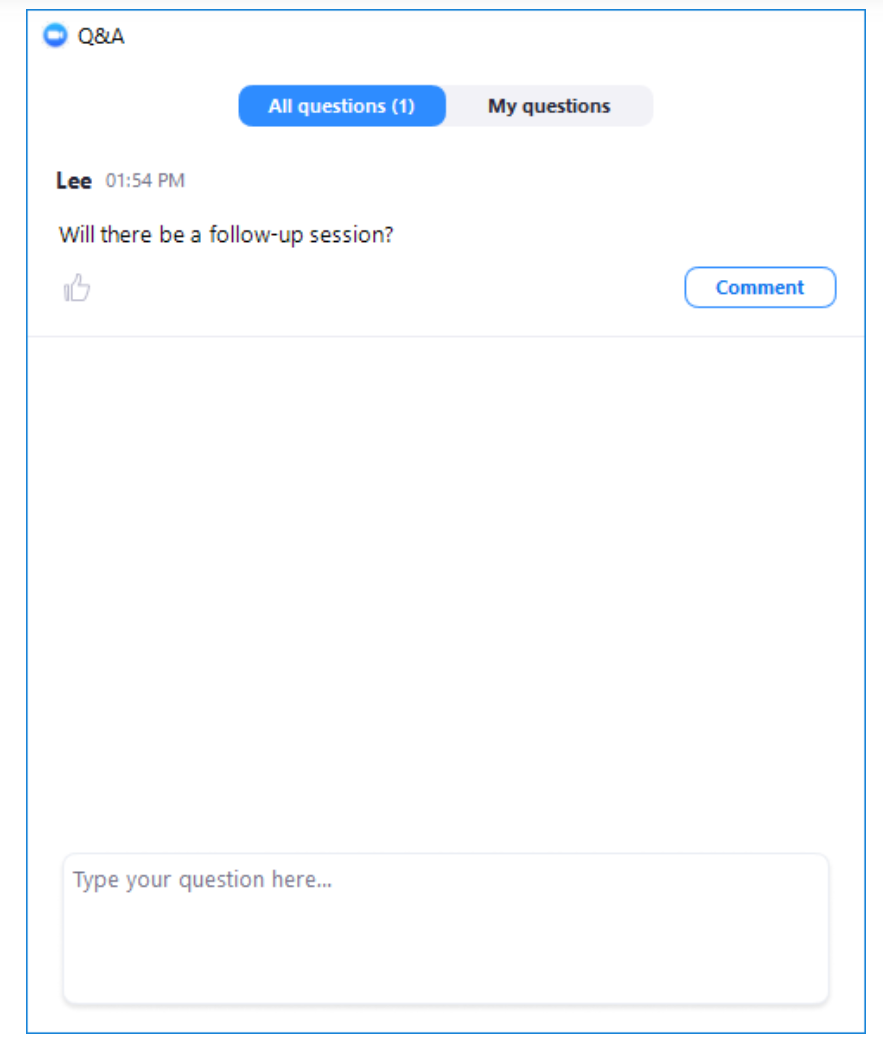 Q&A
All questions (1) My questions
Lee 01:54 PM
Will there be a follow-up session?
Comment
Type your question here...